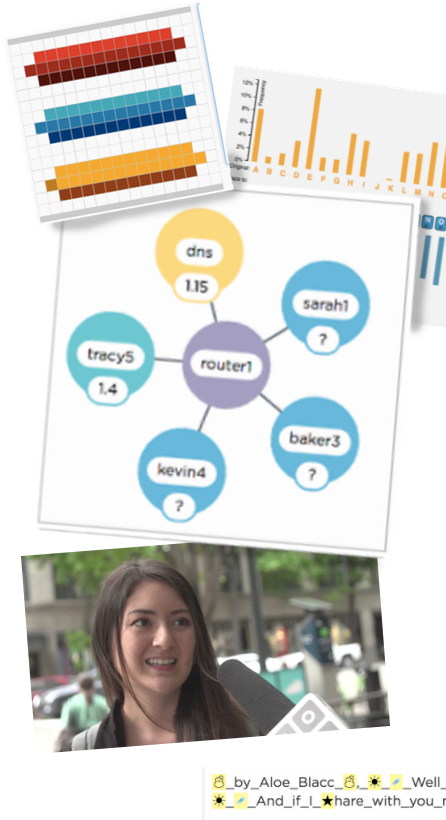 Frequency
12%
10%
8%
6%
4%
2%
0%
Original:
A B C D E F G H I J K L M N O
N O
dns
1.15
sarah1
?
tracy5
1.4
router1
baker3
?
kevin4
?
☃_by_Aloe_Blacc_☃,_☀_☄_Well_
☀_☄_And_if_I_★hare_with_you_